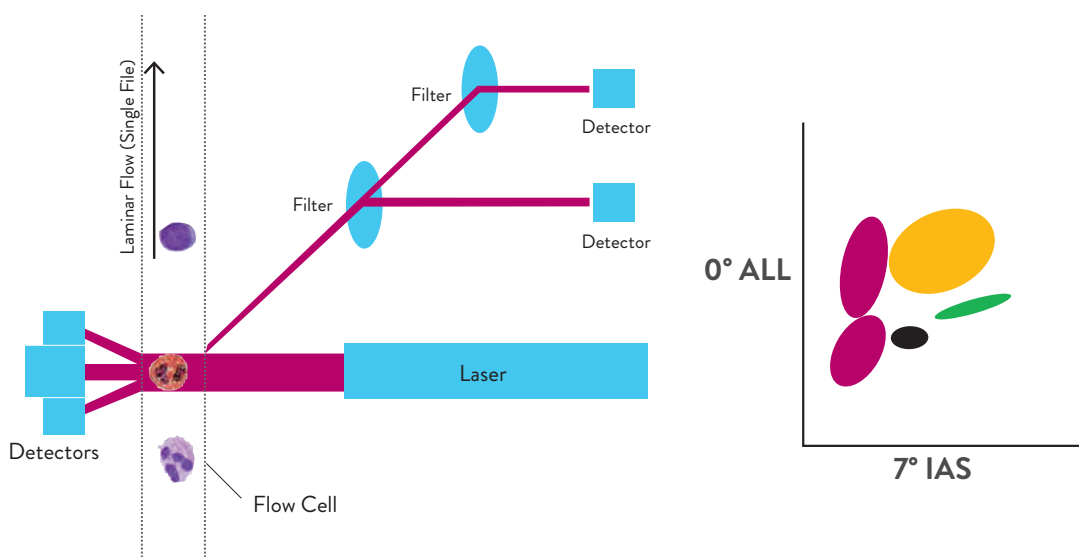 Laminar Flow (Single File)
Filter
Detector
Filter
Detector
Laser
Detectors
Flow Cell
0° ALL
7° IAS